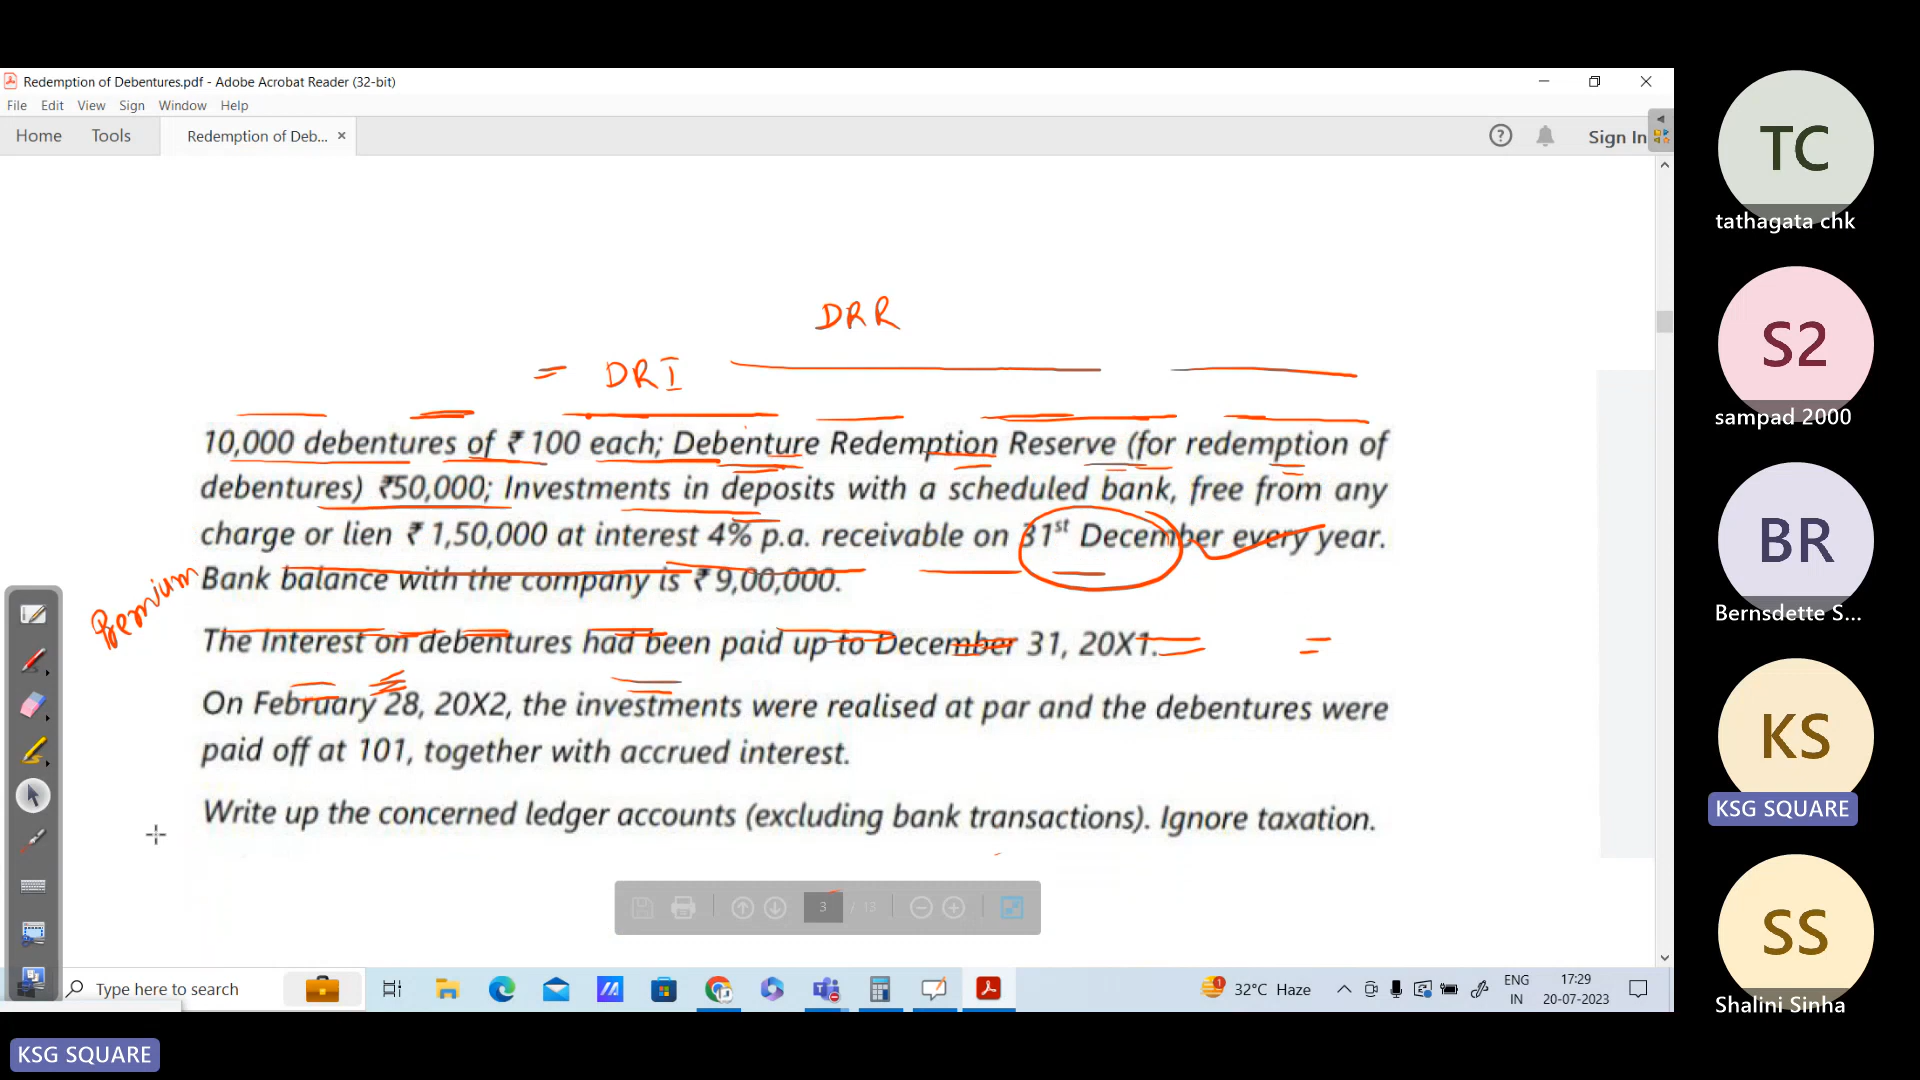 Redemption of Debentures.pdf - Adobe Acrobat Reader (32-bit)
File Edit View Sign Window Help
Home Tools Redemption of Deb... ×
Sign In
DRR
= DRI
10,000 debentures of ₹ 100 each; Debenture Redemption Reserve (for redemption of
debentures) ₹50,000; Investments in deposits with a scheduled bank, free from any
charge or lien ₹ 1,50,000 at interest 4% p.a. receivable on 31st December every year.
Bank balance with the company is ₹ 9,00,000.
Premium
The Interest on debentures had been paid up to December 31, 20X1.
On February 28, 20X2, the investments were realised at par and the debentures were
paid off at 101, together with accrued interest.
Write up the concerned ledger accounts (excluding bank transactions). Ignore taxation.
3 / 13
Type here to search
32°C Haze
ENG
IN
17:29
20-07-2023
TC
tathagata chk
S2
sampad 2000
BR
Bernsdette S...
KS
KSG SQUARE
SS
Shalini Sinha
KSG SQUARE